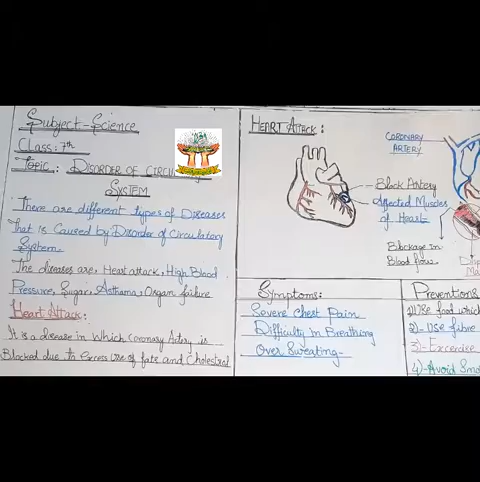 Subject-Science
Class: 7th
Topic: DISORDER OF
SYSTEM
There are different types of Diseases
That is Caused by Disorder of Circulatory
System.
The diseases are, Heart attack, High Blood
Pressure, Sugar, Asthama, Organ failure
Heart Attack:
It is a disease in Which Coronary Artery is
Blocked due to Excess use of fats and Cholestrol
HEART ATTACK:
CORONARY
ARTERY
Block Artery
Affected Muscles
of Heart
Blockage in
Blood flow.
Symptoms:
Severe Chest Pain
Difficulty in Breathing
Over Sweating
Preventions
1) Use food which
2)- Use fibre
3)- Excercise
4)- Avoid